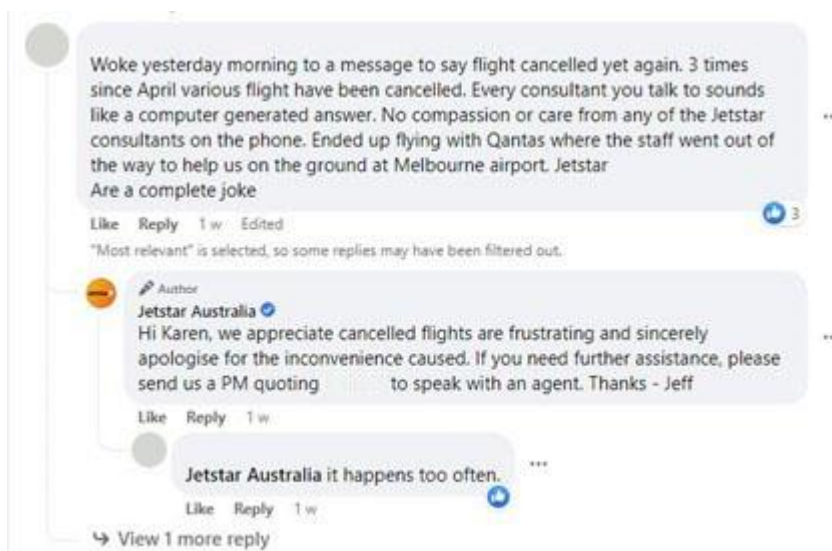 Woke yesterday morning to a message to say flight cancelled yet again. 3 times
since April various flight have been cancelled. Every consultant you talk to sounds
like a computer generated answer. No compassion or care from any of the Jetstar
consultants on the phone. Ended up flying with Qantas where the staff went out of
the way to help us on the ground at Melbourne airport. Jetstar
Are a complete joke
3
Like Reply 1 w Edited
"Most relevant" is selected, so some replies may have been filtered out.
Author
Jetstar Australia
Hi Karen, we appreciate cancelled flights are frustrating and sincerely
apologise for the inconvenience caused. If you need further assistance, please
send us a PM quoting to speak with an agent. Thanks - Jeff
Like Reply 1 w
Jetstar Australia it happens too often.
Like Reply 1 w
View 1 more reply